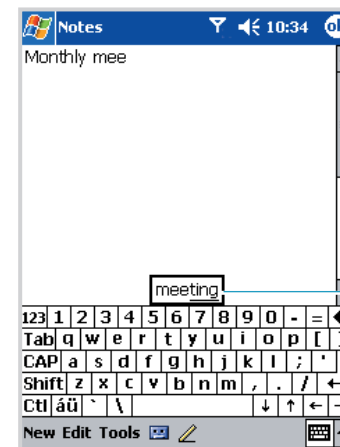 Notes 10:34 ok
Monthly mee
meeting
123 1 2 3 4 5 6 7 8 9 0 - =
Tab q w e r t y u i o p [ ]
CAP a s d f g h j k l ; '
Shift z x c v b n m , . /
Ctl áü ` \ ↓ ↑ ←
New Edit Tools